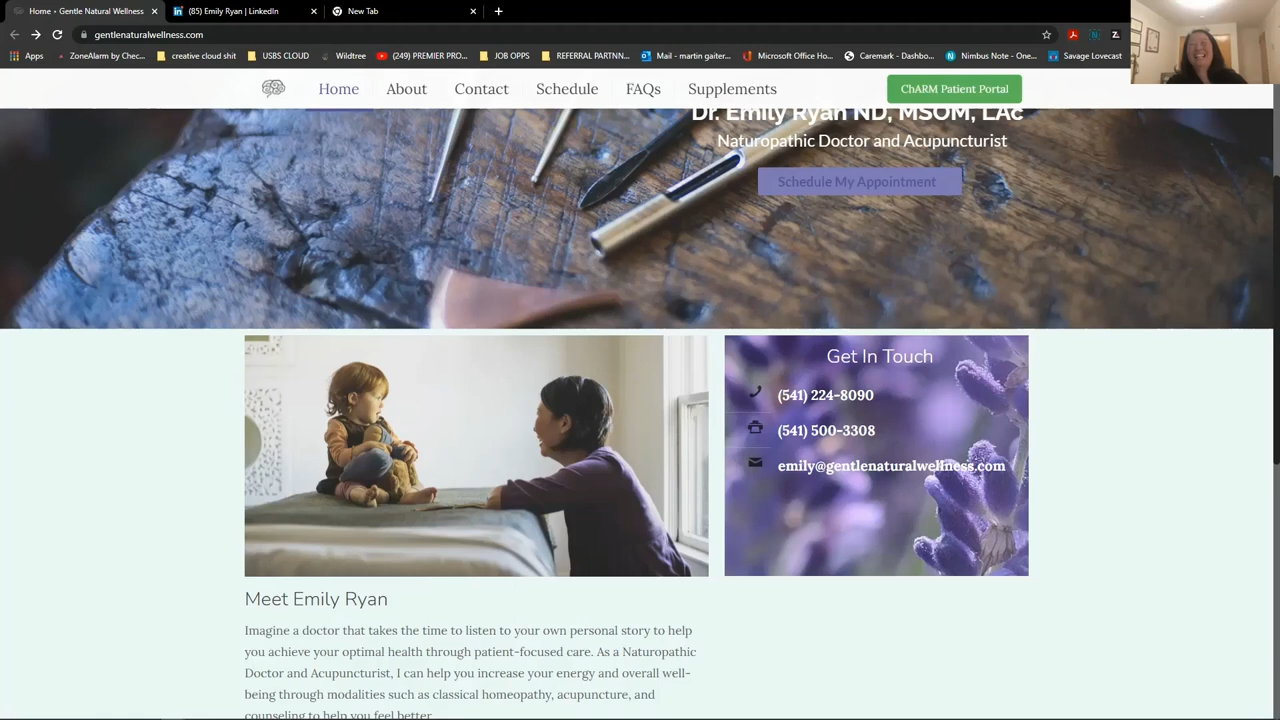 Home - Gentle Natural Wellness
(85) Emily Ryan | LinkedIn
New Tab
gentlenaturalwellness.com
Apps
ZoneAlarm by Chec...
creative cloud shit
USBS CLOUD
Wildtree
(249) PREMIER PRO...
JOB OPPS
REFERRAL PARTNN...
Mail - martin gaiter...
Microsoft Office Ho...
Caremark - Dashbo...
Nimbus Note - One...
Savage Lovecast
Home About Contact Schedule FAQs Supplements
ChARM Patient Portal
Dr. Emily Ryan ND, MSOM, LAc
Naturopathic Doctor and Acupuncturist
Schedule My Appointment
Get In Touch
(541) 224-8090
(541) 500-3308
emily@gentlenaturalwellness.com
Meet Emily Ryan
Imagine a doctor that takes the time to listen to your own personal story to help
you achieve your optimal health through patient-focused care. As a Naturopathic
Doctor and Acupuncturist, I can help you increase your energy and overall well-
being through modalities such as classical homeopathy, acupuncture, and
counseling to help you feel better